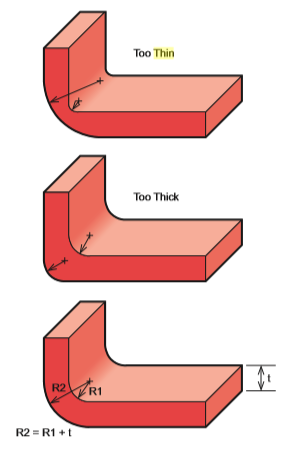 Too Thin
Too Thick
R2
R1
t
R2 = R1 + t